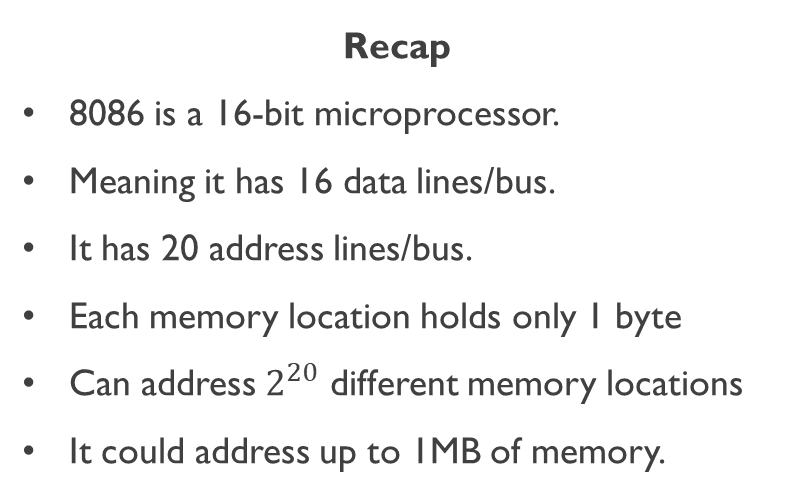 Recap
• 8086 is a 16-bit microprocessor.
• Meaning it has 16 data lines/bus.
• It has 20 address lines/bus.
• Each memory location holds only 1 byte
• Can address 2²⁰ different memory locations
• It could address up to 1MB of memory.